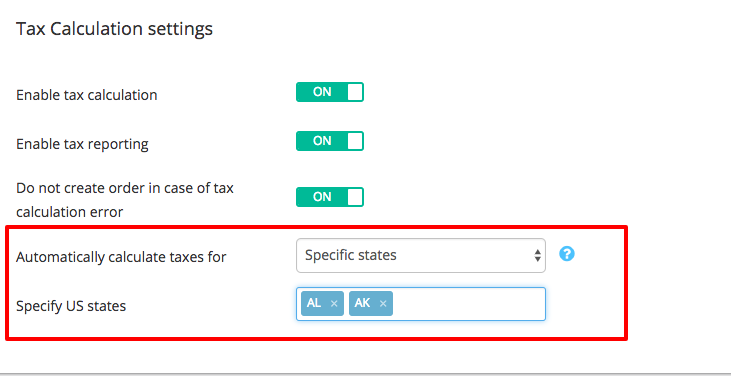 Tax Calculation settings
Enable tax calculation
ON
Enable tax reporting
ON
Do not create order in case of tax
calculation error
ON
Automatically calculate taxes for
Specific states
?
Specify US states
AL ×
AK ×